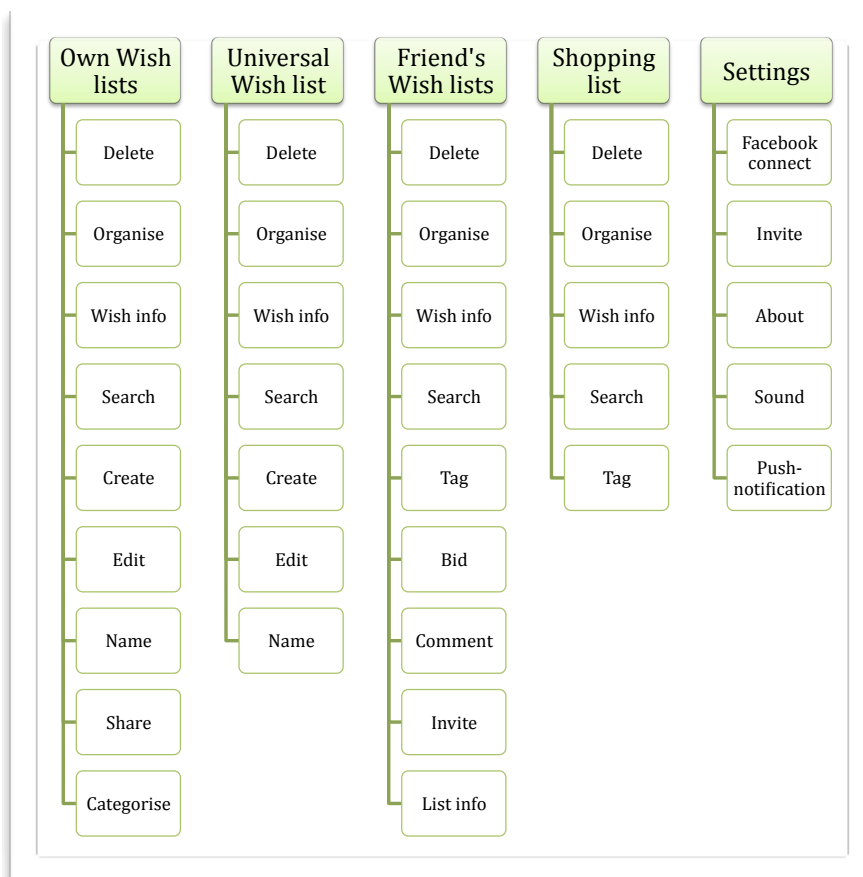 Own Wish
lists
Delete
Organise
Wish info
Search
Create
Edit
Name
Share
Categorise
Universal
Wish list
Delete
Organise
Wish info
Search
Create
Edit
Name
Friend's
Wish lists
Delete
Organise
Wish info
Search
Tag
Bid
Comment
Invite
List info
Shopping
list
Delete
Organise
Wish info
Search
Tag
Settings
Facebook
connect
Invite
About
Sound
Push-
notification